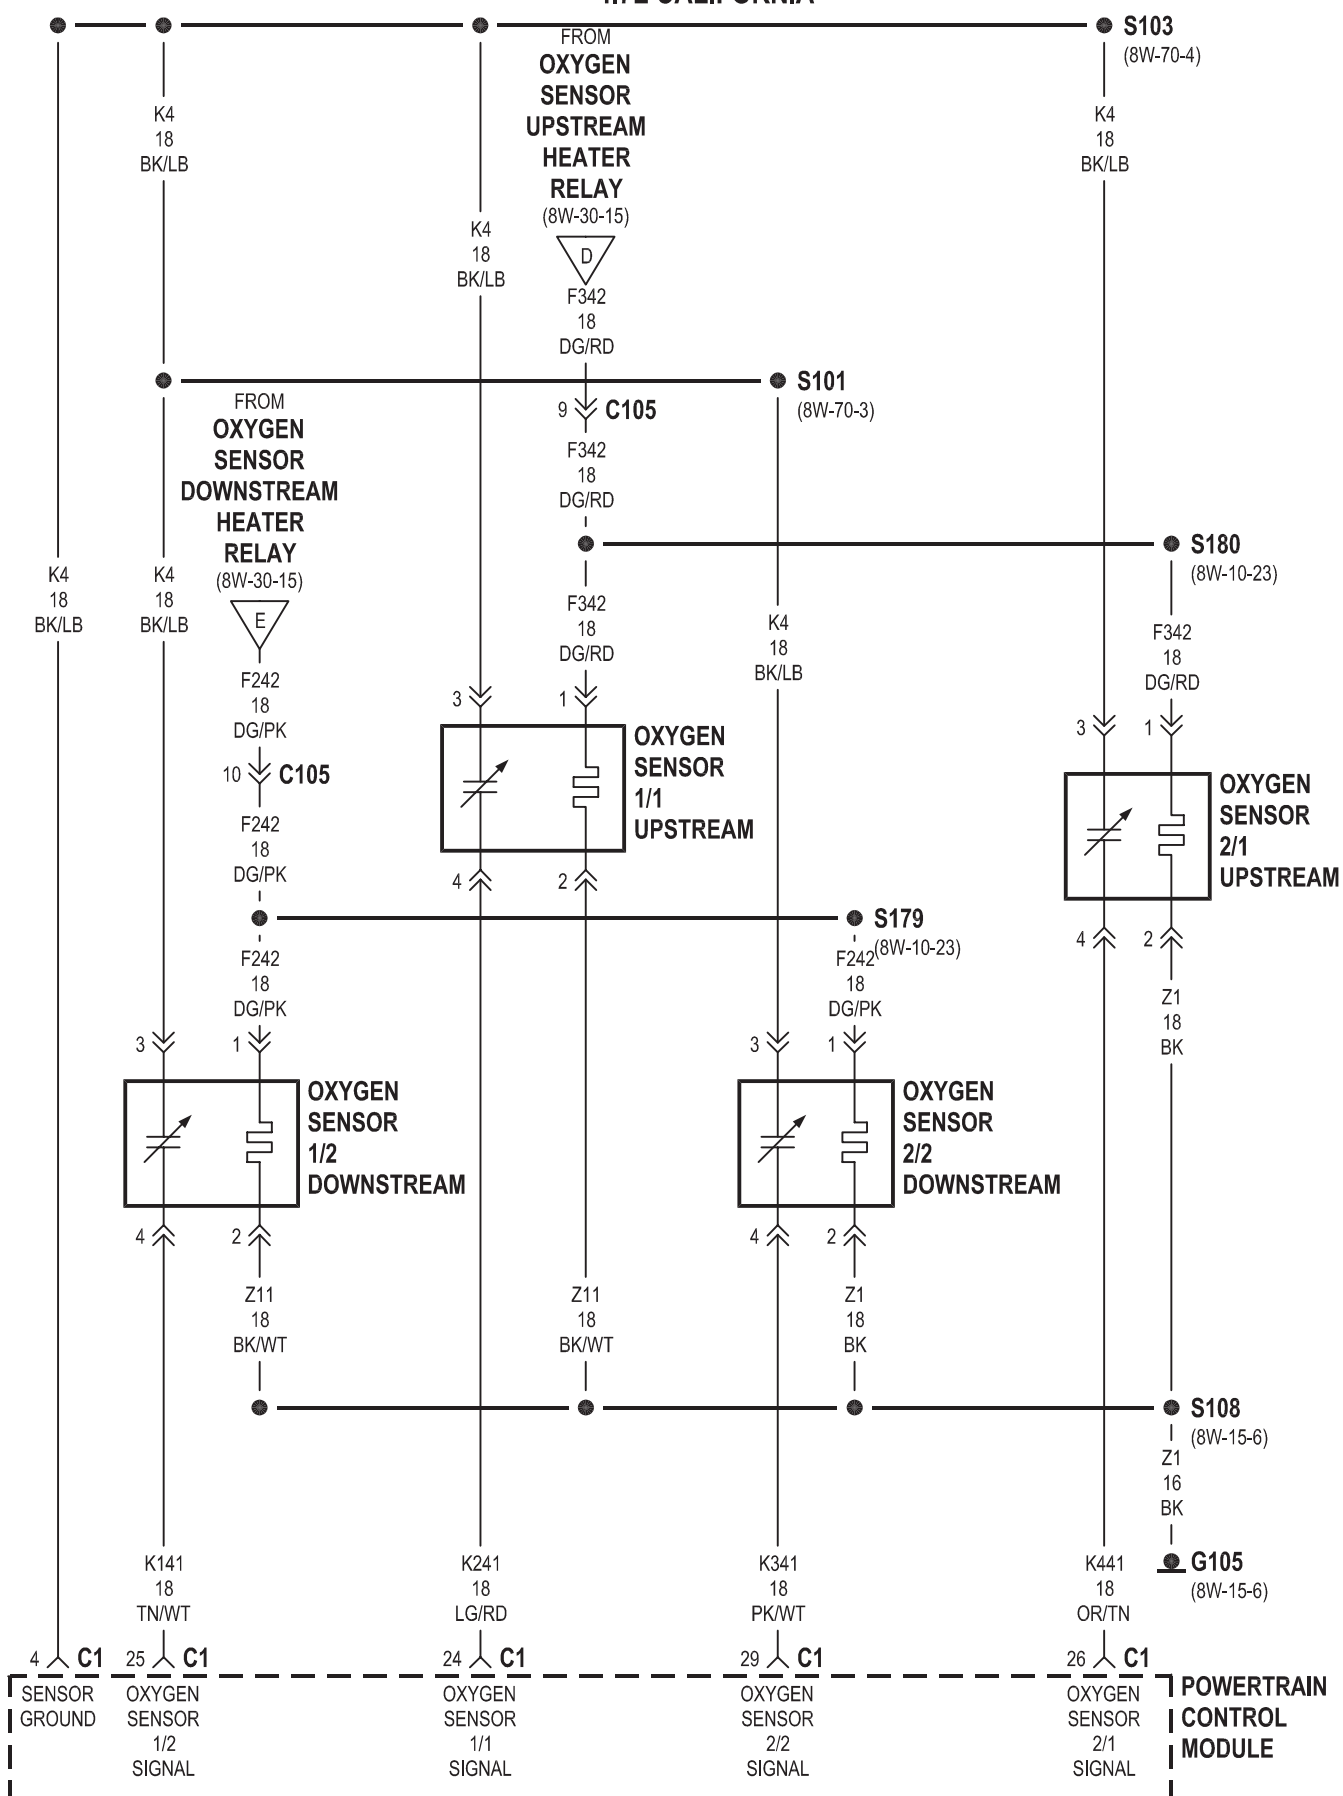 4.7L CALIFORNIA
S103
(8W-70-4)
FROM
OXYGEN
SENSOR
UPSTREAM
HEATER
RELAY
(8W-30-15)
D
K4
18
BK/LB
K4
18
BK/LB
K4
18
BK/LB
F342
18
DG/RD
S101
(8W-70-3)
9
C105
FROM
OXYGEN
SENSOR
DOWNSTREAM
HEATER
RELAY
(8W-30-15)
E
F342
18
DG/RD
S180
(8W-10-23)
K4
18
BK/LB
K4
18
BK/LB
F342
18
DG/RD
K4
18
BK/LB
F342
18
DG/RD
F242
18
DG/PK
3
1
3
1
10
C105
OXYGEN
SENSOR
1/1
UPSTREAM
OXYGEN
SENSOR
2/1
UPSTREAM
F242
18
DG/PK
4
2
S179
(8W-10-23)
4
2
F242
18
DG/PK
F242
18
DG/PK
Z1
18
BK
3
1
3
1
OXYGEN
SENSOR
1/2
DOWNSTREAM
OXYGEN
SENSOR
2/2
DOWNSTREAM
4
2
4
2
Z11
18
BK/WT
Z11
18
BK/WT
Z1
18
BK
S108
(8W-15-6)
Z1
16
BK
G105
(8W-15-6)
K141
18
TN/WT
K241
18
LG/RD
K341
18
PK/WT
K441
18
OR/TN
4
C1
25
C1
24
C1
29
C1
26
C1
SENSOR
GROUND
OXYGEN
SENSOR
1/2
SIGNAL
OXYGEN
SENSOR
1/1
SIGNAL
OXYGEN
SENSOR
2/2
SIGNAL
OXYGEN
SENSOR
2/1
SIGNAL
POWERTRAIN
CONTROL
MODULE